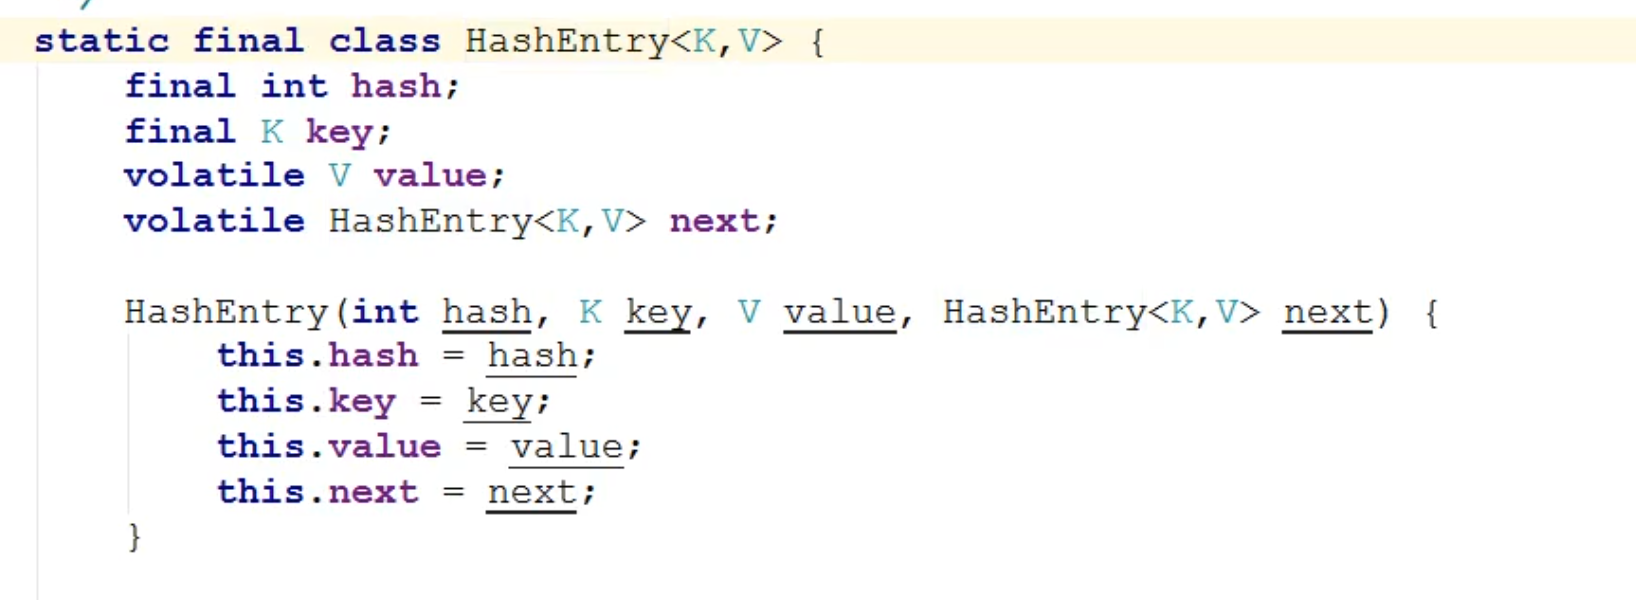 static final class HashEntry<K,V> {
final int hash;
final K key;
volatile V value;
volatile HashEntry<K,V> next;
HashEntry(int hash, K key, V value, HashEntry<K,V> next) {
this.hash = hash;
this.key = key;
this.value = value;
this.next = next;
}